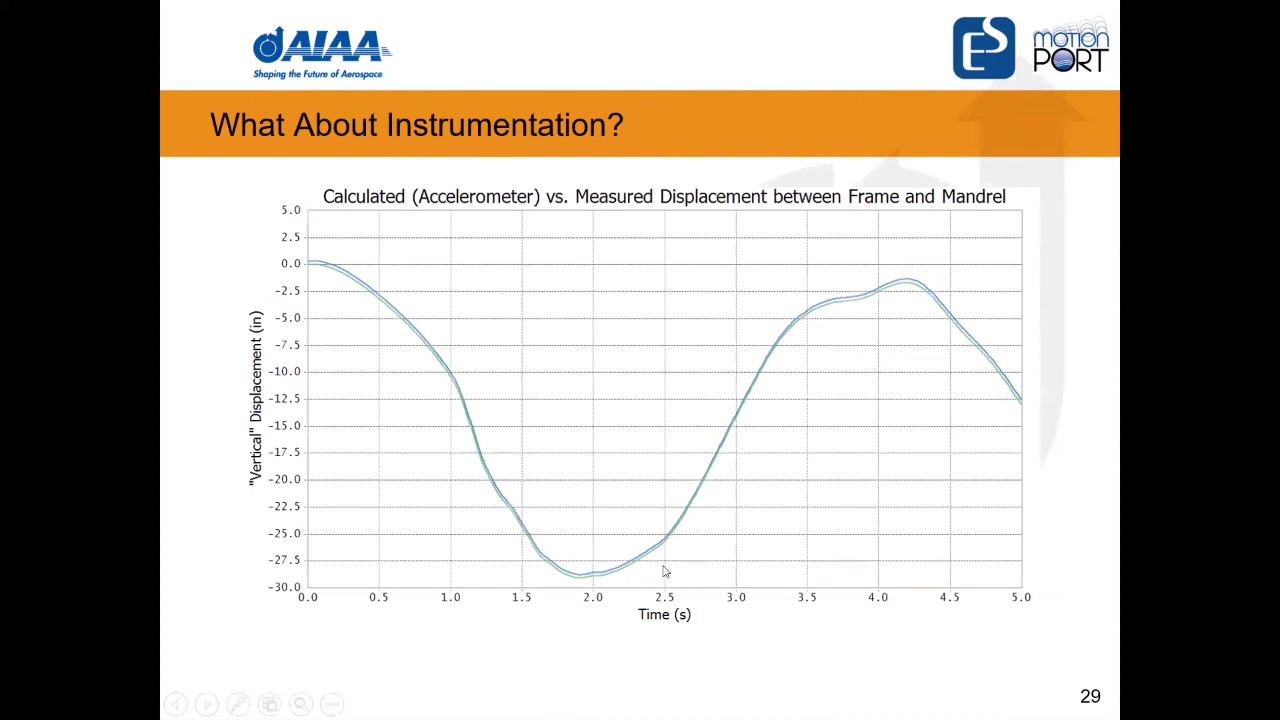 AIAA
Shaping the Future of Aerospace
ES
motion
PORT
What About Instrumentation?
Calculated (Accelerometer) vs. Measured Displacement between Frame and Mandrel
5.0
2.5
0.0
-2.5
-5.0
-7.5
-10.0
-12.5
-15.0
-17.5
-20.0
-22.5
-25.0
-27.5
-30.0
"Vertical" Displacement (in)
0.0 0.5 1.0 1.5 2.0 2.5 3.0 3.5 4.0 4.5 5.0
Time (s)
29